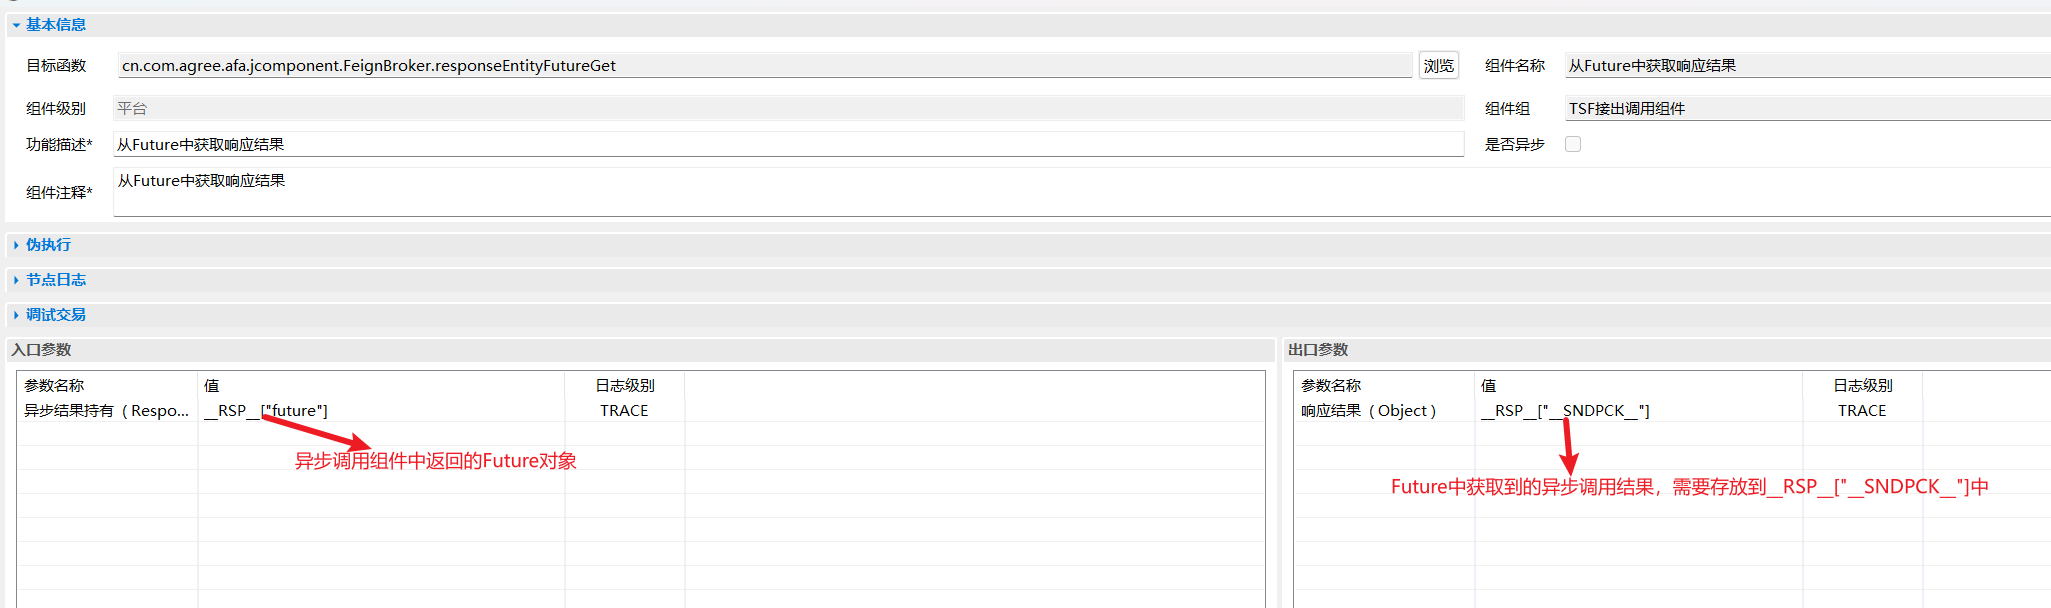 基本信息
目标函数 cn.com.agree.afa.jcomponent.FeignBroker.responseEntityFutureGet 浏览 组件名称 从Future中获取响应结果
组件级别 平台 组件组 TSF接出调用组件
功能描述* 从Future中获取响应结果 是否异步
组件注释* 从Future中获取响应结果
伪执行
节点日志
调试交易
入口参数 出口参数
参数名称 值 日志级别 参数名称 值 日志级别
异步结果持有（Respo... __RSP__["future"] TRACE 响应结果（Object） __RSP__["__SNDPCK__"] TRACE
异步调用组件中返回的Future对象
Future中获取到的异步调用结果，需要存放到__RSP__["__SNDPCK__"]中